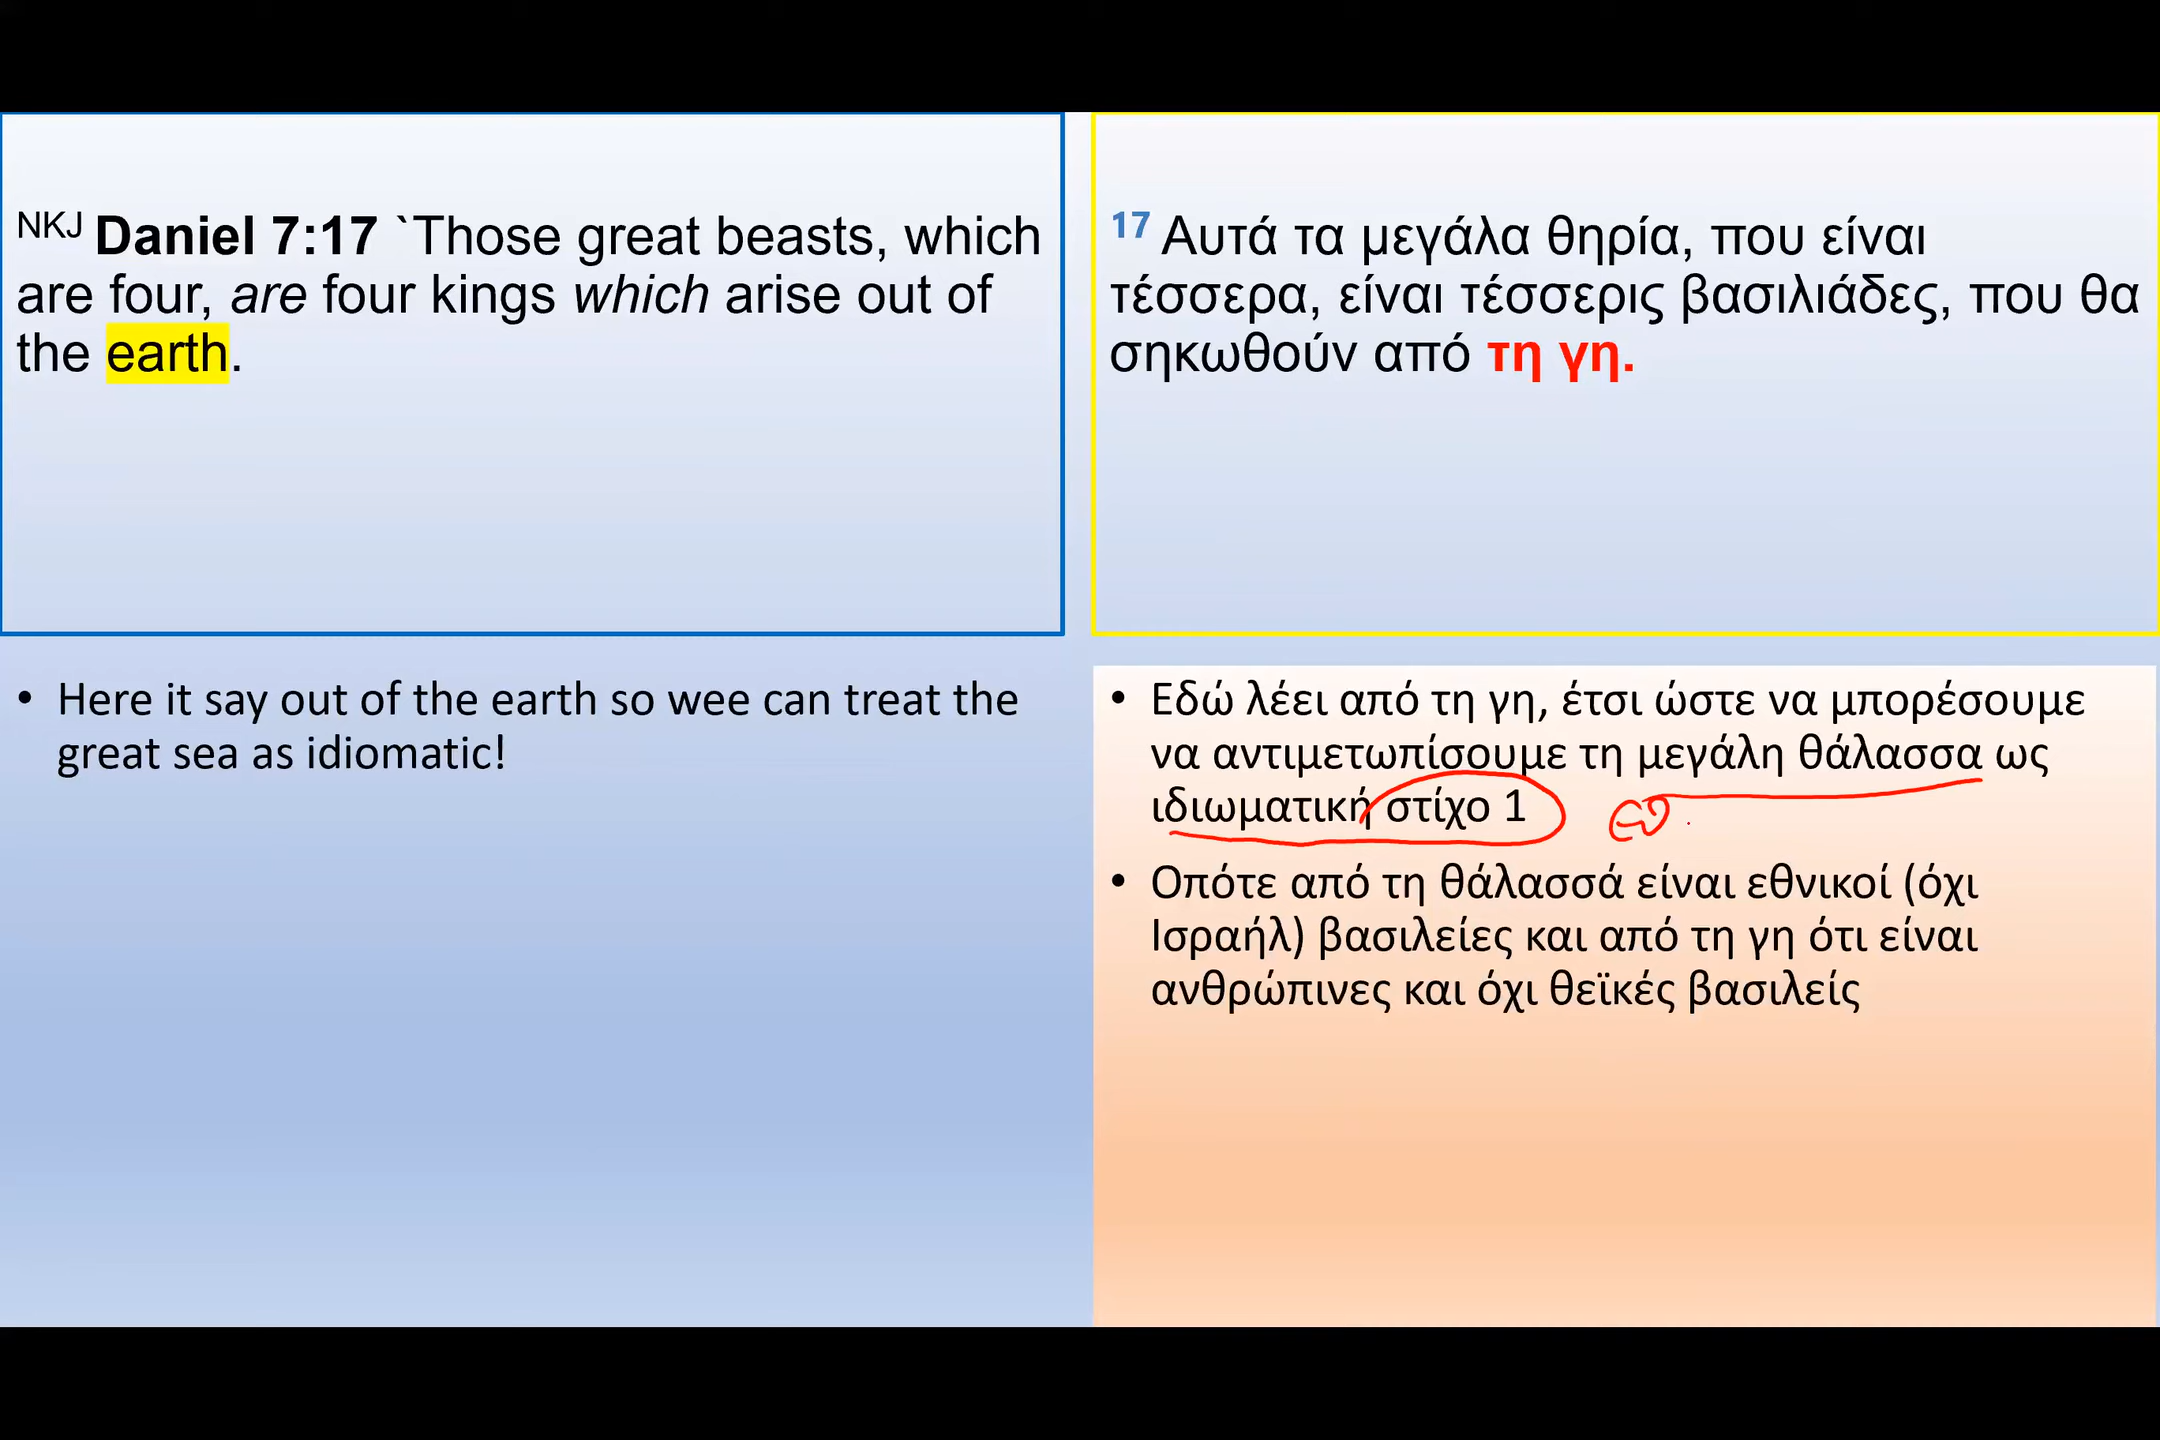 NKJ Daniel 7:17 `Those great beasts, which
are four, are four kings which arise out of
the earth.
17 Αυτά τα μεγάλα θηρία, που είναι
τέσσερα, είναι τέσσερις βασιλιάδες, που θα
σηκωθούν από τη γη.
• Here it say out of the earth so wee can treat the
great sea as idiomatic!
• Εδώ λέει από τη γη, έτσι ώστε να μπορέσουμε
να αντιμετωπίσουμε τη μεγάλη θάλασσα ως
ιδιωματική στίχο 1
• Οπότε από τη θάλασσά είναι εθνικοί (όχι
Ισραήλ) βασιλείες και από τη γη ότι είναι
ανθρώπινες και όχι θεϊκές βασιλείς